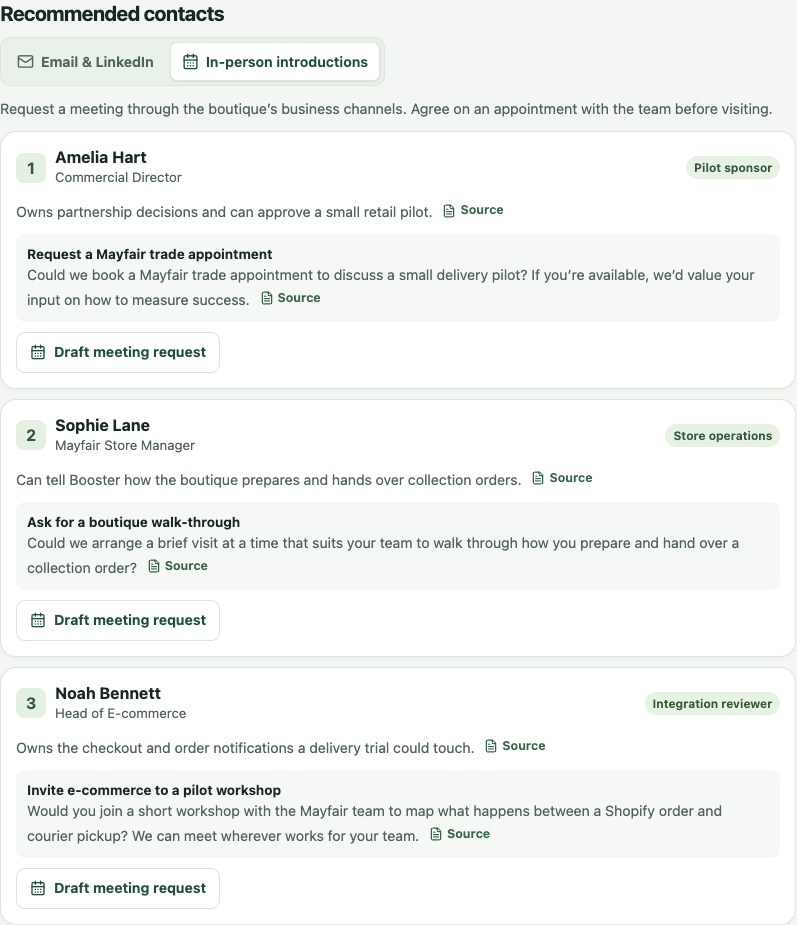 Recommended contacts
Email & LinkedIn
In-person introductions
Request a meeting through the boutique’s business channels. Agree on an appointment with the team before visiting.
1
Amelia Hart
Commercial Director
Pilot sponsor
Owns partnership decisions and can approve a small retail pilot. Source
Request a Mayfair trade appointment
Could we book a Mayfair trade appointment to discuss a small delivery pilot? If you’re available, we’d value your
input on how to measure success. Source
Draft meeting request
2
Sophie Lane
Mayfair Store Manager
Store operations
Can tell Booster how the boutique prepares and hands over collection orders. Source
Ask for a boutique walk-through
Could we arrange a brief visit at a time that suits your team to walk through how you prepare and hand over a
collection order? Source
Draft meeting request
3
Noah Bennett
Head of E-commerce
Integration reviewer
Owns the checkout and order notifications a delivery trial could touch. Source
Invite e-commerce to a pilot workshop
Would you join a short workshop with the Mayfair team to map what happens between a Shopify order and
courier pickup? We can meet wherever works for your team. Source
Draft meeting request